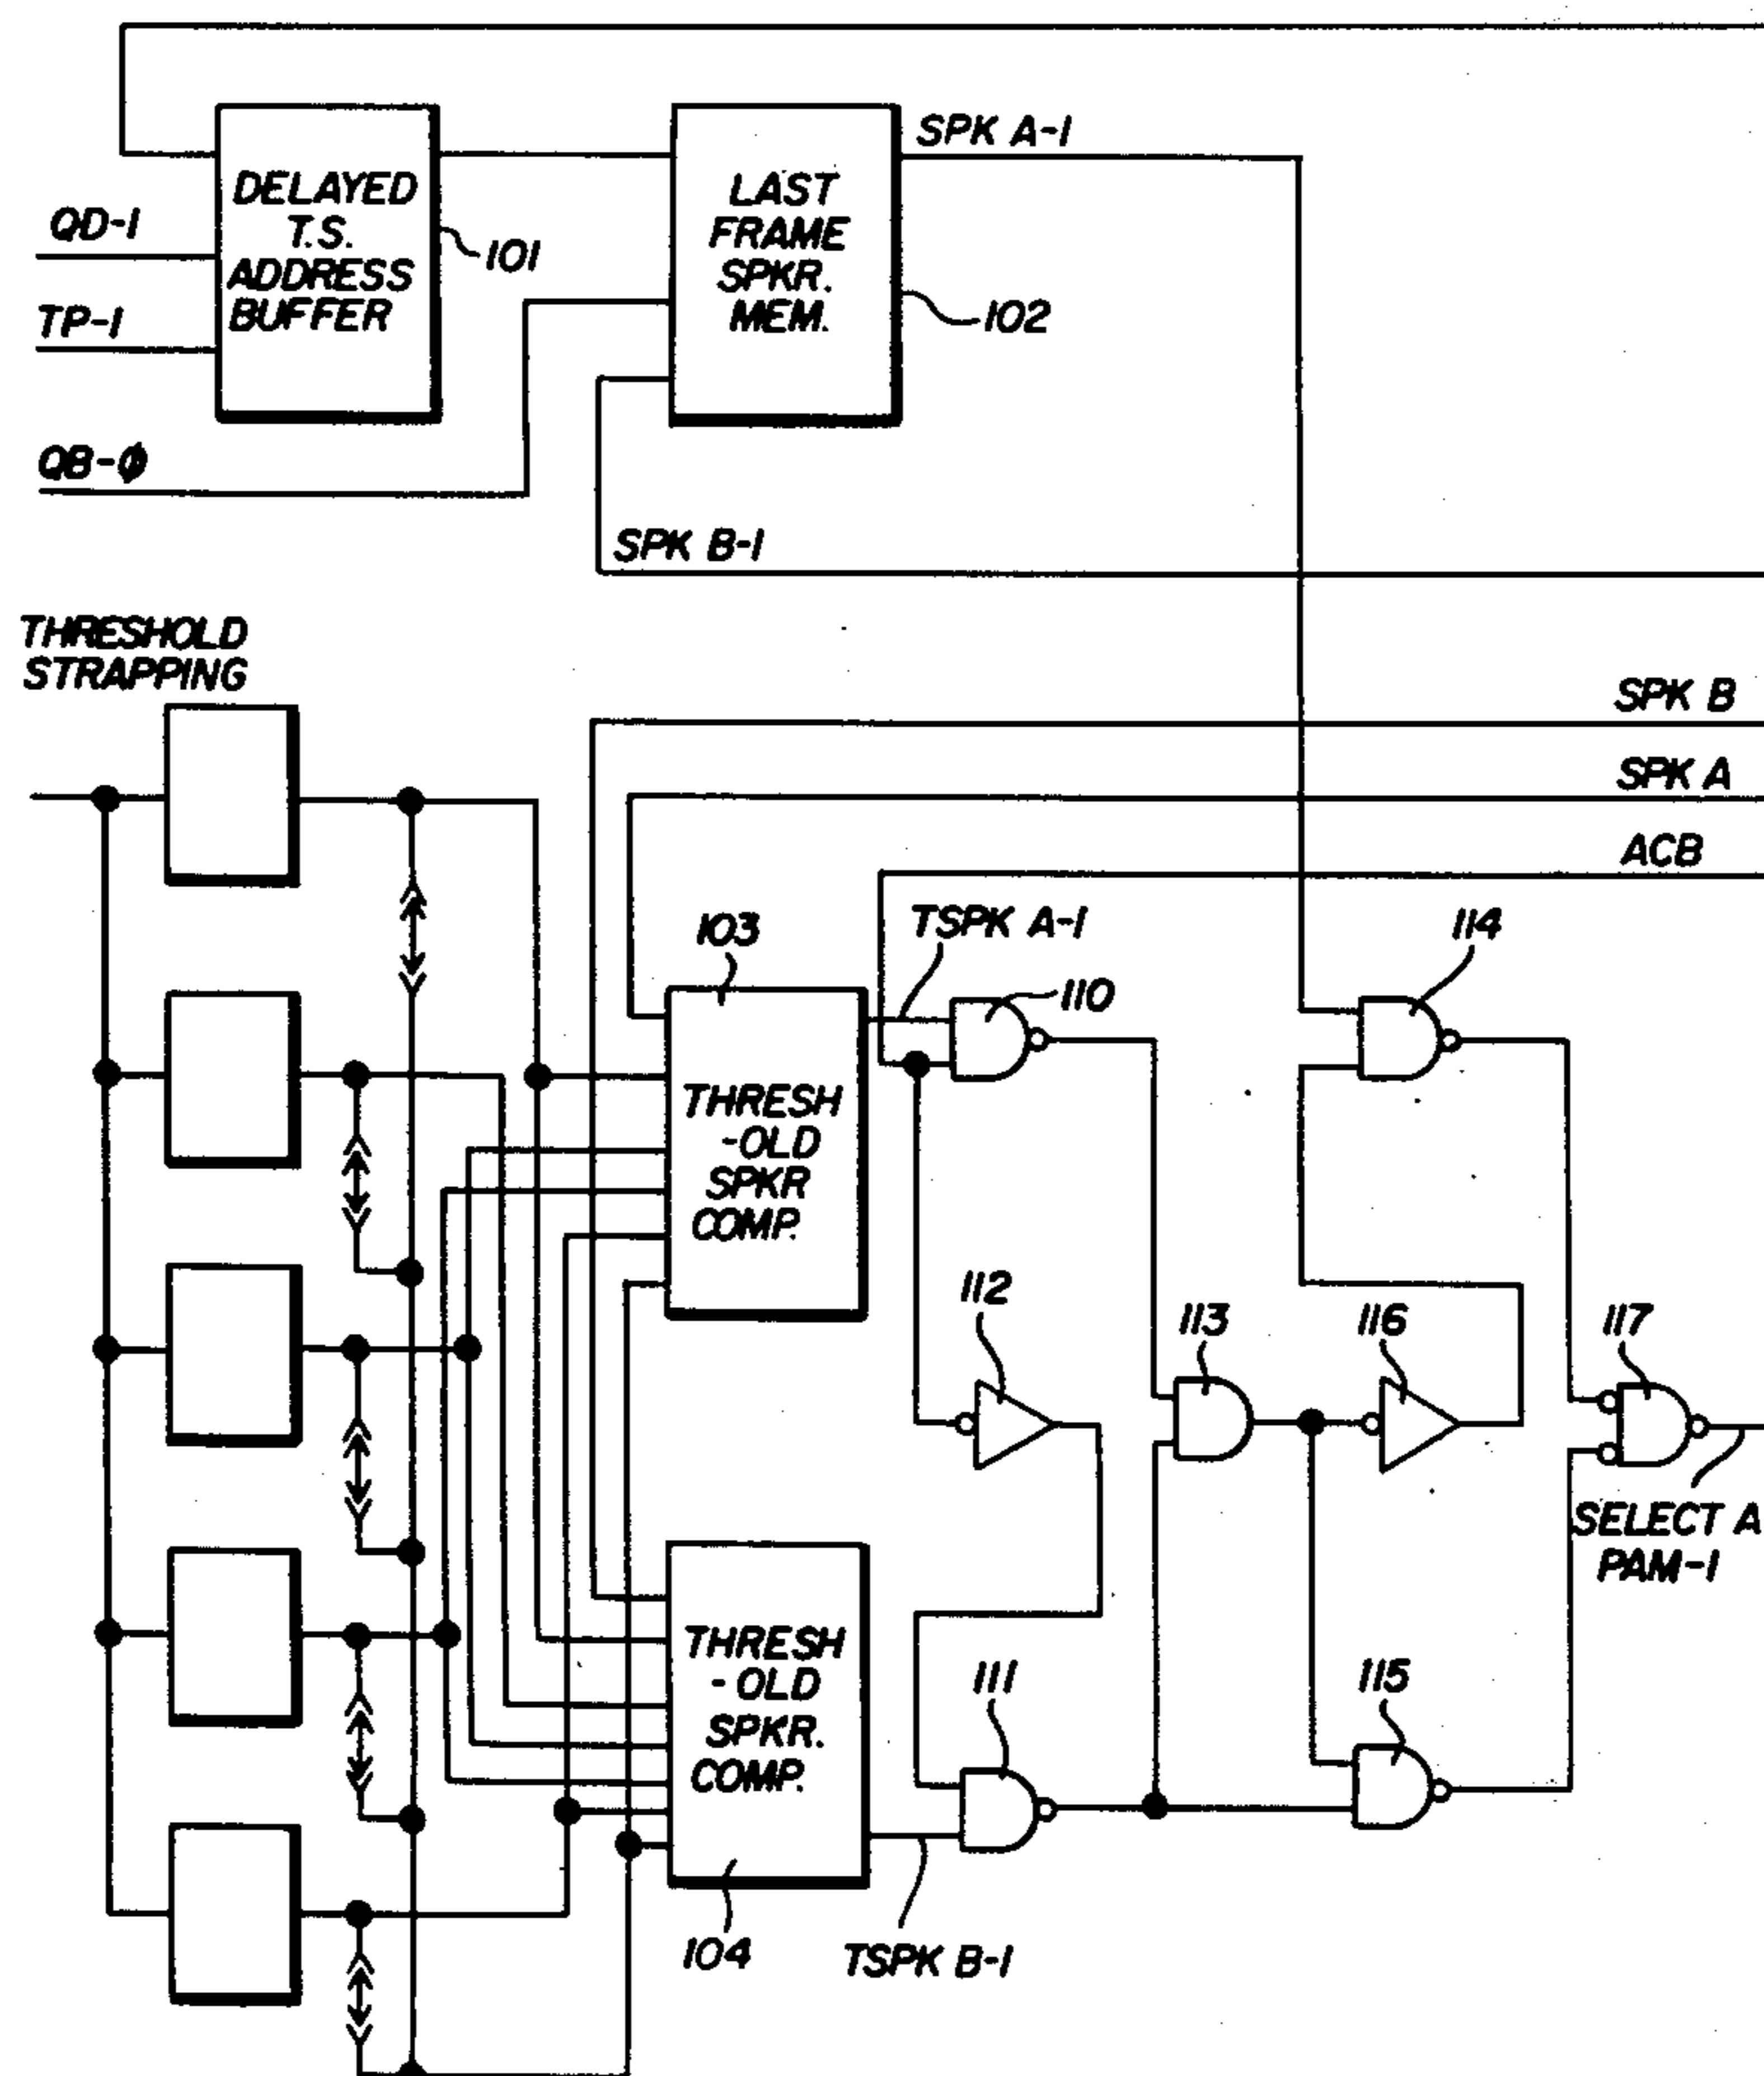 SPK A-1
DELAYED
T.S.
ADDRESS
BUFFER
101
LAST
FRAME
SPKR.
MEM.
102
QD-1
TP-1
QB-Φ
SPK B-1
THRESHOLD
STRAPPING
SPK B
SPK A
ACB
103
TSPK A-1
110
114
THRESH
-OLD
SPKR
COMP.
112
113
116
117
SELECT A
PAM-1
THRESH
-OLD
SPKR.
COMP.
111
115
104
TSPK B-1